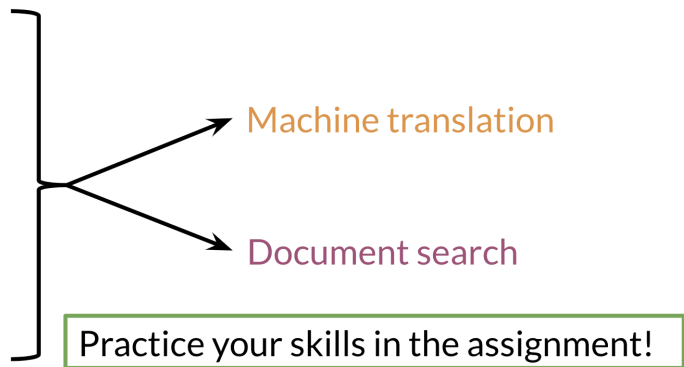 Machine translation
Document search
Practice your skills in the assignment!